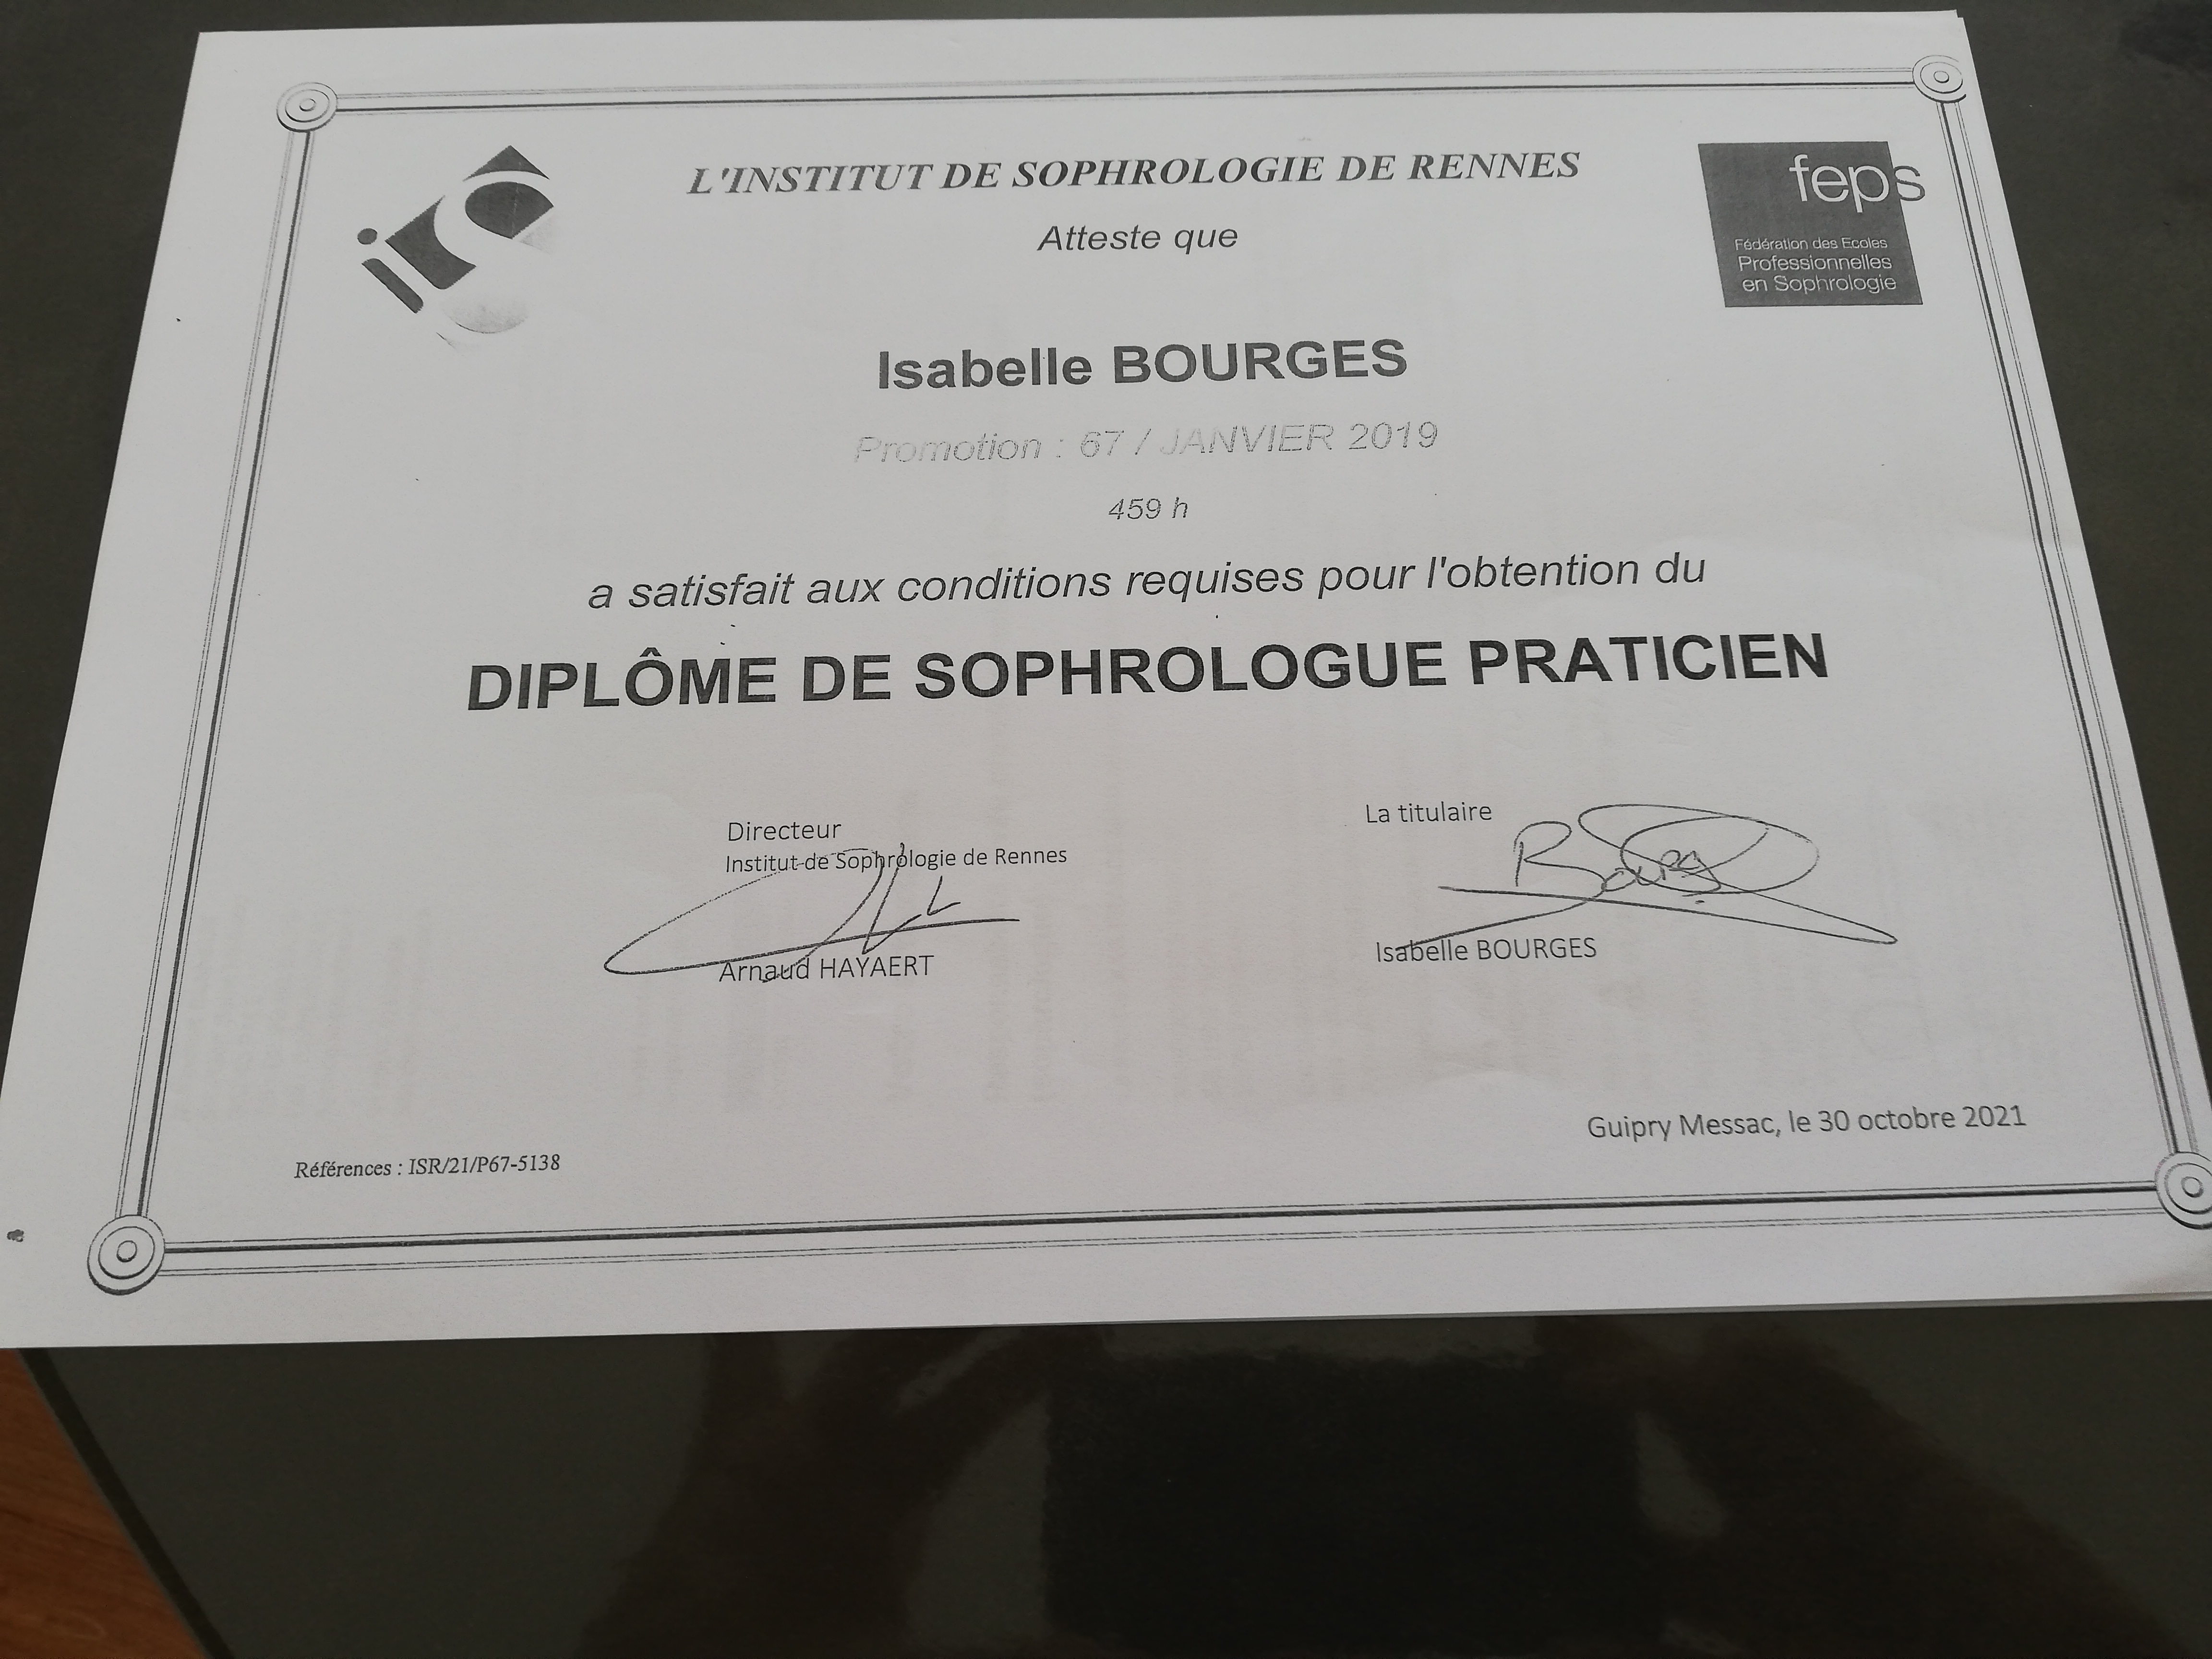 L'INSTITUT DE SOPHROLOGIE DE RENNES
Atteste que
is
feps
Fédération des Ecoles
Professionnelles
en Sophrologie
Isabelle BOURGES
Promotion : 67 / JANVIER 2019
459 h
a satisfait aux conditions requises pour l'obtention du
DIPLÔME DE SOPHROLOGUE PRATICIEN
Directeur
Institut de Sophrologie de Rennes
Arnaud HAYAERT
La titulaire
Isabelle BOURGES
Guipry Messac, le 30 octobre 2021
Références : ISR/21/P67-5138